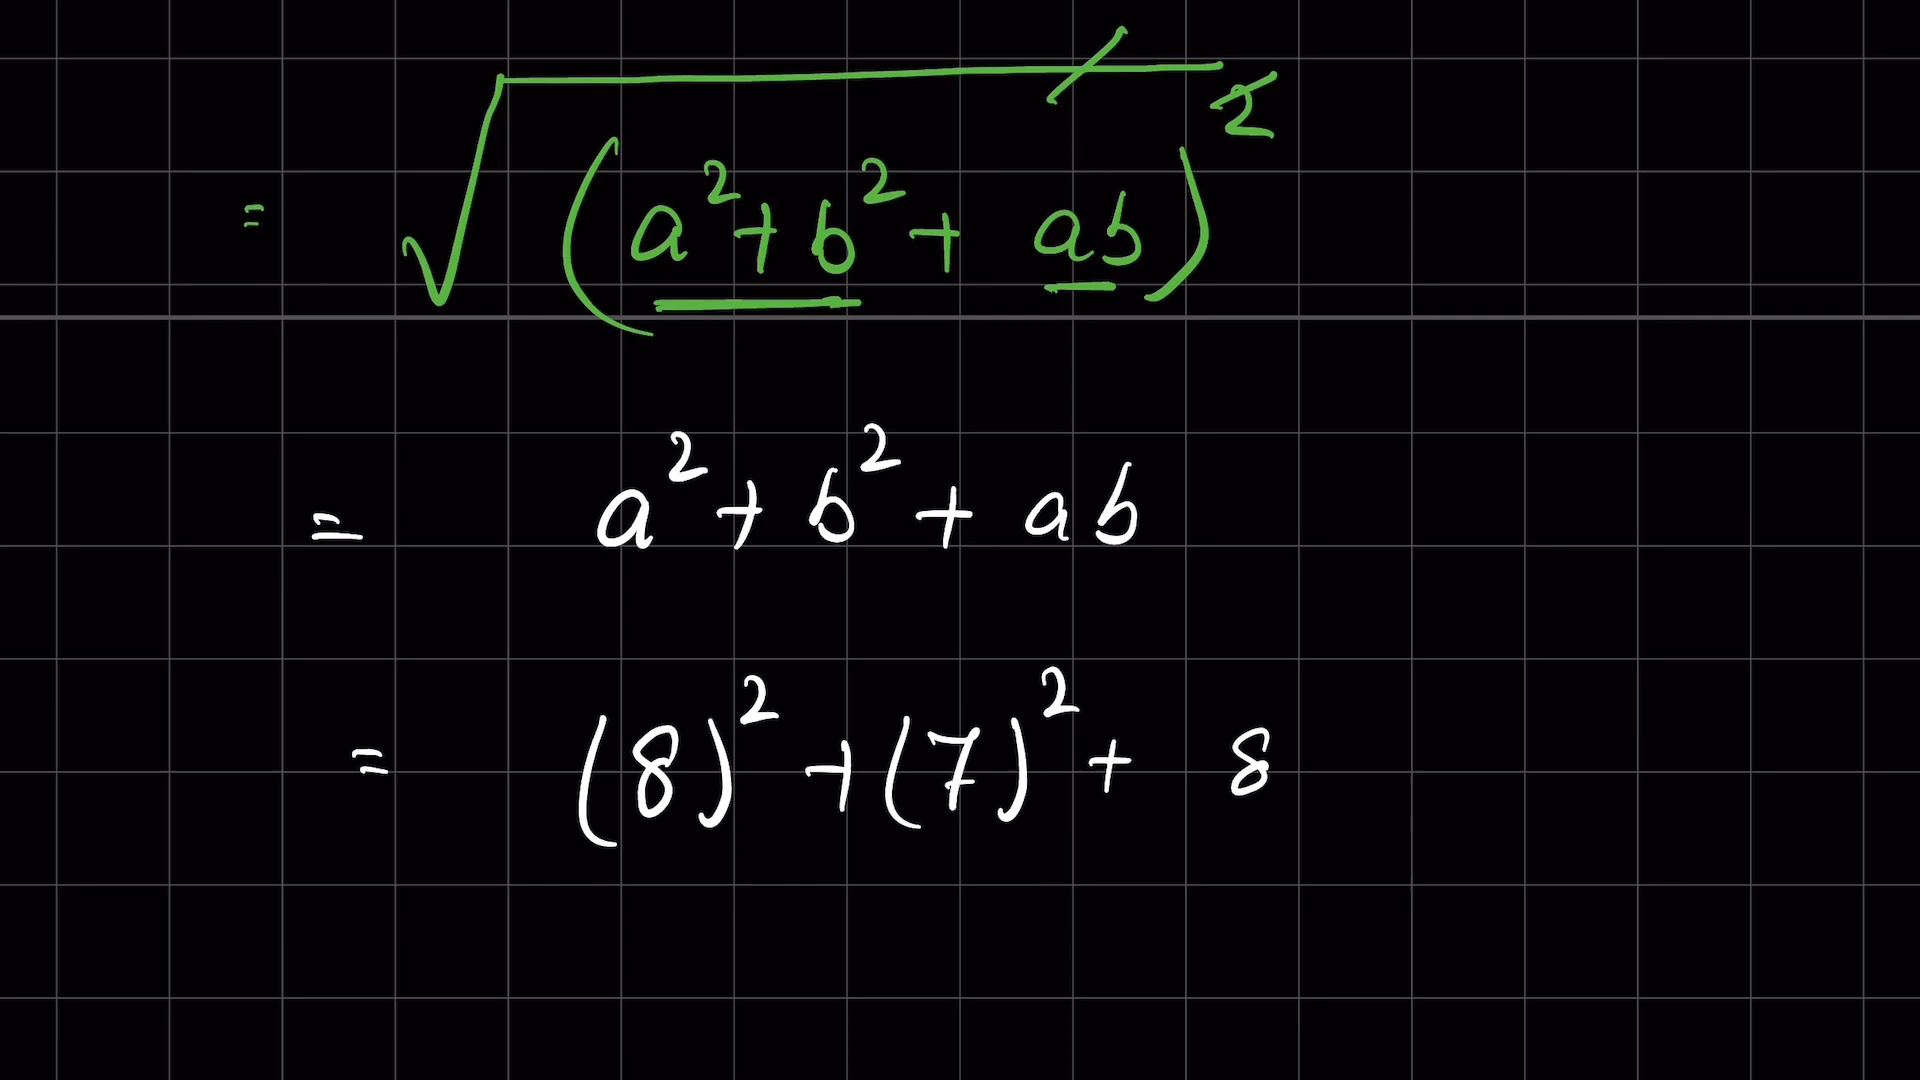 = √(a² + b² + ab)²
= a² + b² + ab
= (8)² + (7)² + 8